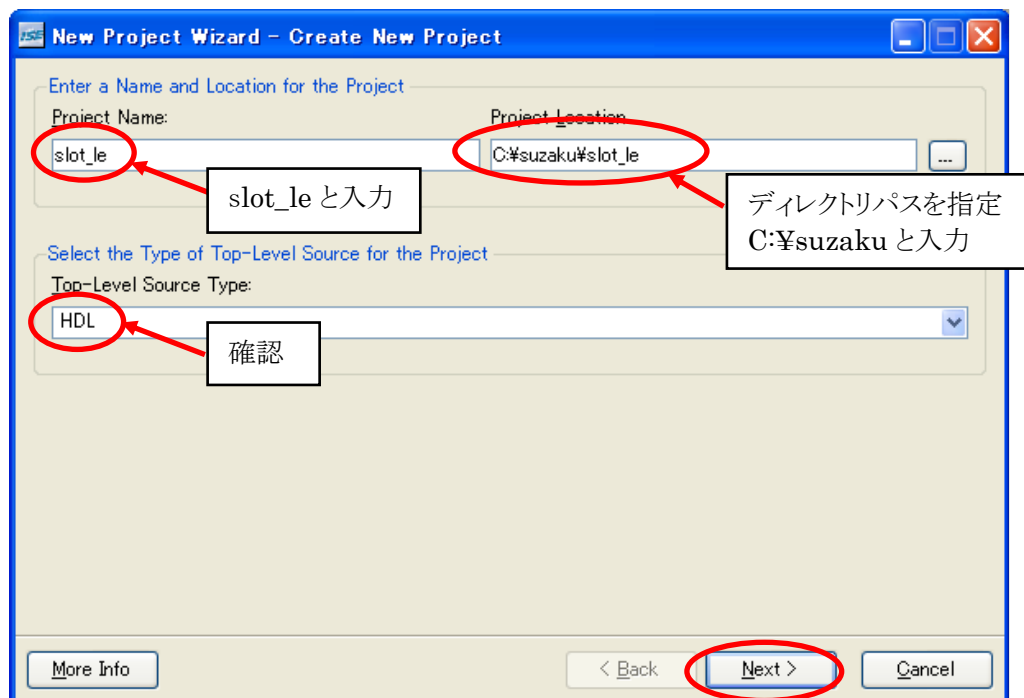 New Project Wizard - Create New Project
Enter a Name and Location for the Project
Project Name:
Project Location
slot_le
C:¥suzaku¥slot_le
...
slot_le と入力
ディレクトリパスを指定
C:¥suzaku と入力
Select the Type of Top-Level Source for the Project
Top-Level Source Type:
HDL
確認
More Info
< Back
Next >
Cancel